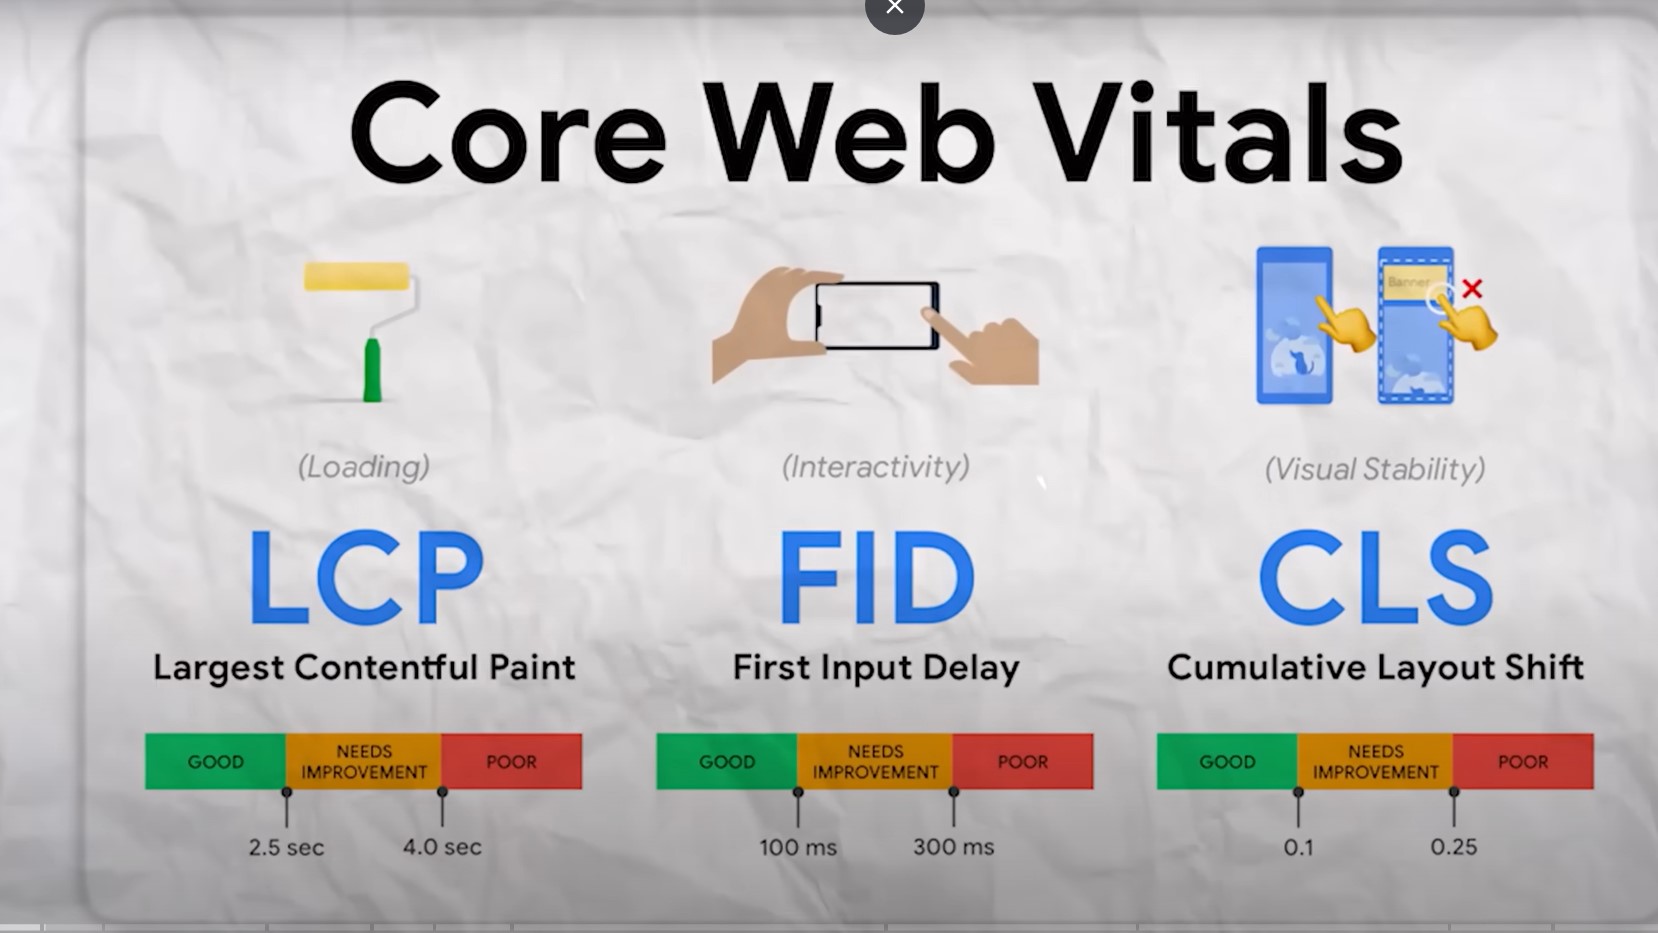 Core Web Vitals
Banner
(Loading)
(Interactivity)
(Visual Stability)
LCP
FID
CLS
Largest Contentful Paint
First Input Delay
Cumulative Layout Shift
GOOD
NEEDS
IMPROVEMENT
POOR
2.5 sec
4.0 sec
GOOD
NEEDS
IMPROVEMENT
POOR
100 ms
300 ms
GOOD
NEEDS
IMPROVEMENT
POOR
0.1
0.25